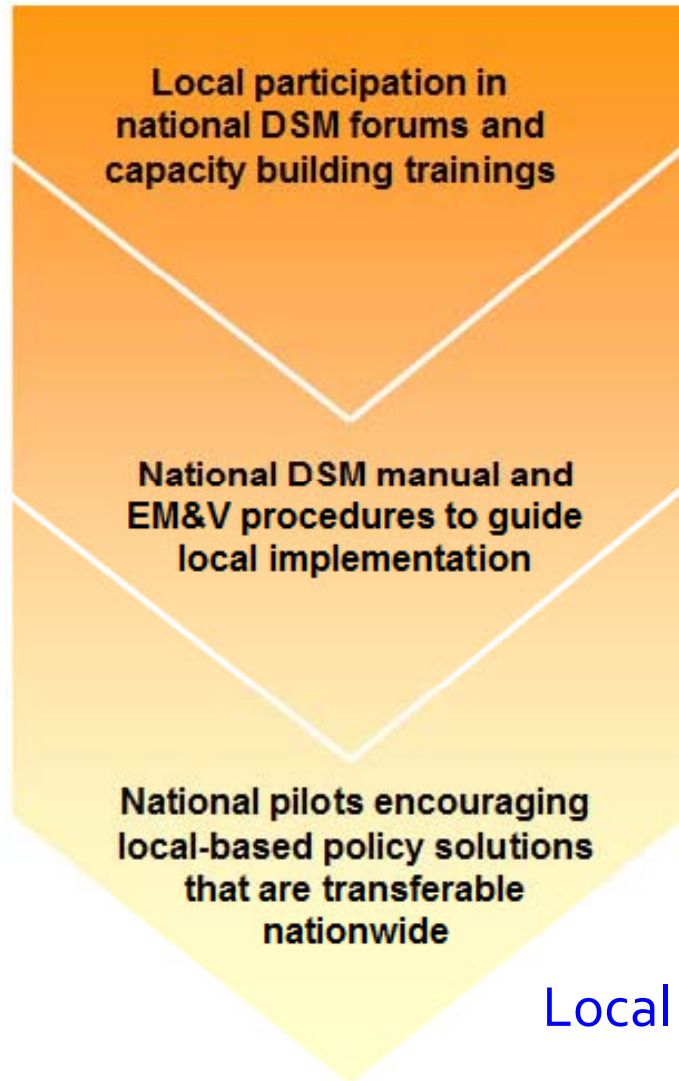 Local participation in
national DSM forums and
capacity building trainings
National DSM manual and
EM&V procedures to guide
local implementation
National pilots encouraging
local-based policy solutions
that are transferable
nationwide
Local